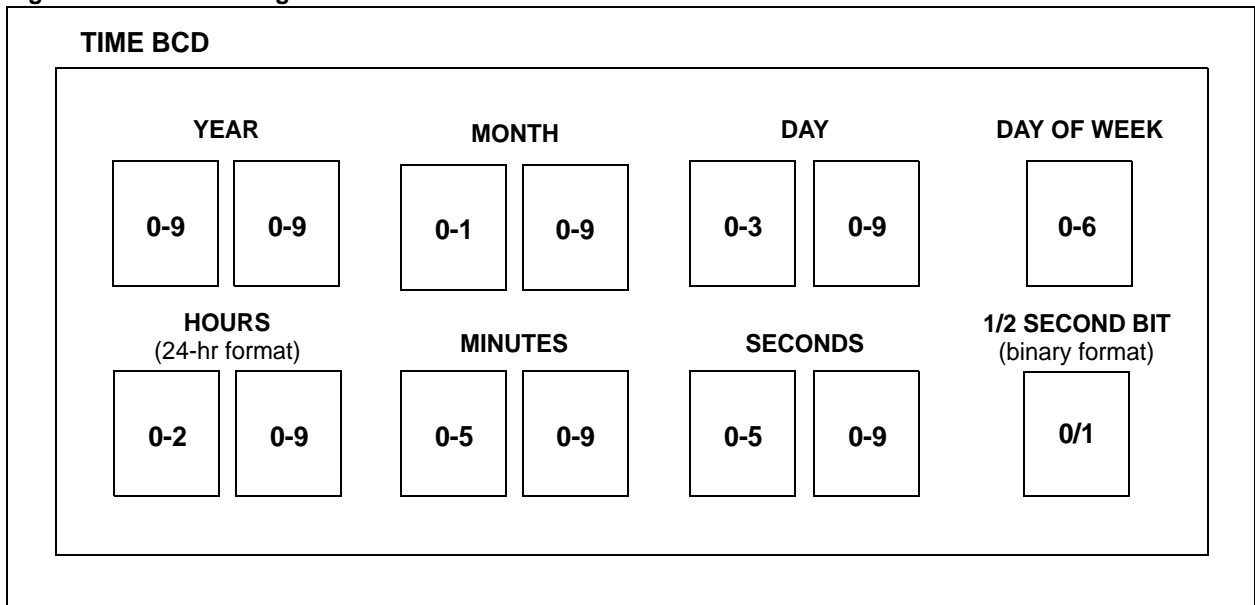 TIME BCD
YEAR MONTH DAY DAY OF WEEK
0-9 0-9 0-1 0-9 0-3 0-9 0-6
HOURS MINUTES SECONDS 1/2 SECOND BIT
(24-hr format) (binary format)
0-2 0-9 0-5 0-9 0-5 0-9 0/1